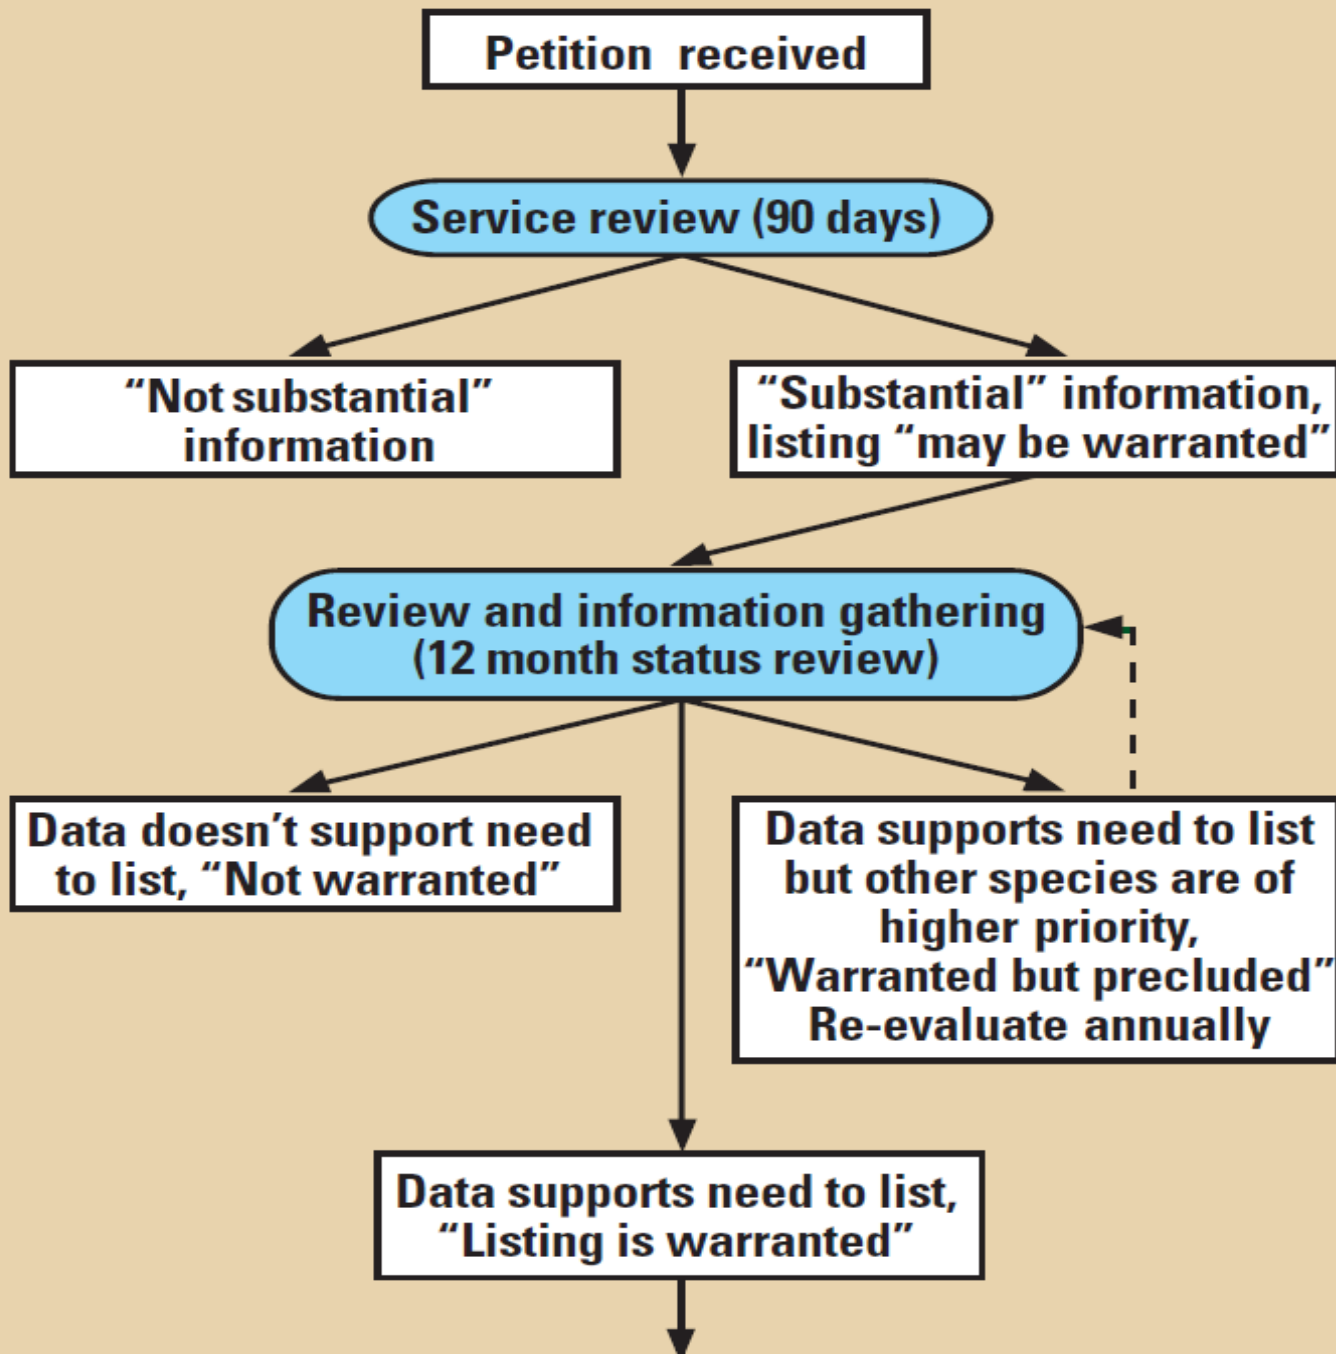 Petition received
Service review (90 days)
“Not substantial”
information
“Substantial” information,
listing “may be warranted”
Review and information gathering
(12 month status review)
Data doesn’t support need
to list, “Not warranted”
Data supports need to list
but other species are of
higher priority,
“Warranted but precluded”
Re-evaluate annually
Data supports need to list,
“Listing is warranted”